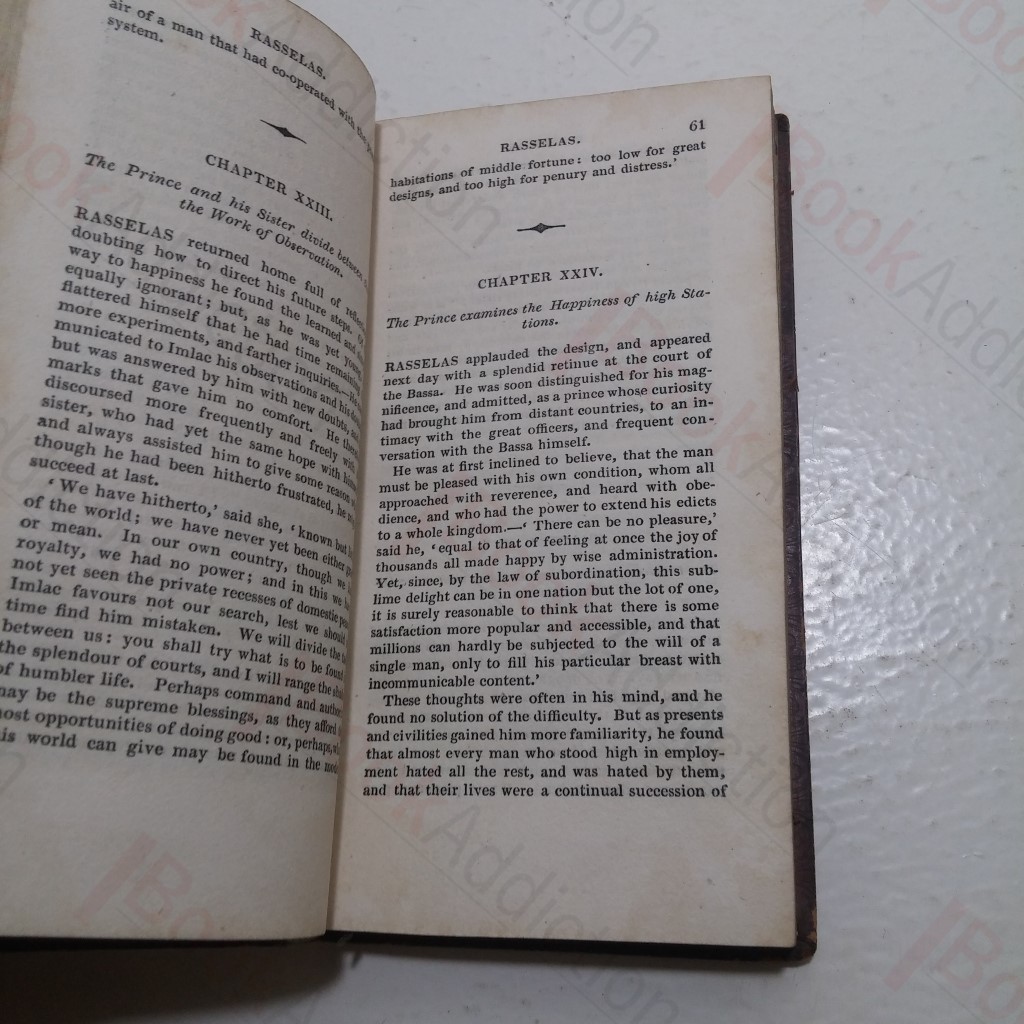 RASSELAS.
air of a man that had co-operated with the
system.
CHAPTER XXIII.
The Prince and his Sister divide between
the Work of Observation.
RASSELAS returned home full of
doubting how to direct his future steps. Of
way to happiness he found the learned and
equally ignorant; but, as he was yet young,
flattered himself that he had time remaining
more experiments, and farther inquiries.—He
municated to Imlac his observations and his
but was answered by him with new doubts, and
marks that gave him no comfort. He
discoursed more frequently and freely with
sister, who had yet the same hope with
and always assisted him to give some reason
though he had been hitherto frustrated, he
succeed at last.
‘ We have hitherto,’ said she, ‘ known but
of the world; we have never yet been either
or mean. In our own country, though we
royalty, we had no power; and in this we
not yet seen the private recesses of domestic
Imlac favours not our search, lest we should
time find him mistaken. We will divide the
between us: you shall try what is to be found
the splendour of courts, and I will range the
of humbler life. Perhaps command and
may be the supreme blessings, as they afford
most opportunities of doing good: or, perhaps,
this world can give may be found in the
RASSELAS. 61
habitations of middle fortune: too low for great
designs, and too high for penury and distress.’
CHAPTER XXIV.
The Prince examines the Happiness of high Sta-
tions.
RASSELAS applauded the design, and appeared
next day with a splendid retinue at the court of
the Bassa. He was soon distinguished for his mag-
nificence, and admitted, as a prince whose curiosity
had brought him from distant countries, to an in-
timacy with the great officers, and frequent con-
versation with the Bassa himself.
He was at first inclined to believe, that the man
must be pleased with his own condition, whom all
approached with reverence, and heard with obe-
dience, and who had the power to extend his edicts
to a whole kingdom.—‘ There can be no pleasure,’
said he, ‘ equal to that of feeling at once the joy of
thousands all made happy by wise administration.
Yet, since, by the law of subordination, this sub-
lime delight can be in one nation but the lot of one,
it is surely reasonable to think that there is some
satisfaction more popular and accessible, and that
millions can hardly be subjected to the will of a
single man, only to fill his particular breast with
incommunicable content.’
These thoughts were often in his mind, and he
found no solution of the difficulty. But as presents
and civilities gained him more familiarity, he found
that almost every man who stood high in employ-
ment hated all the rest, and was hated by them,
and that their lives were a continual succession of
BookAddiction